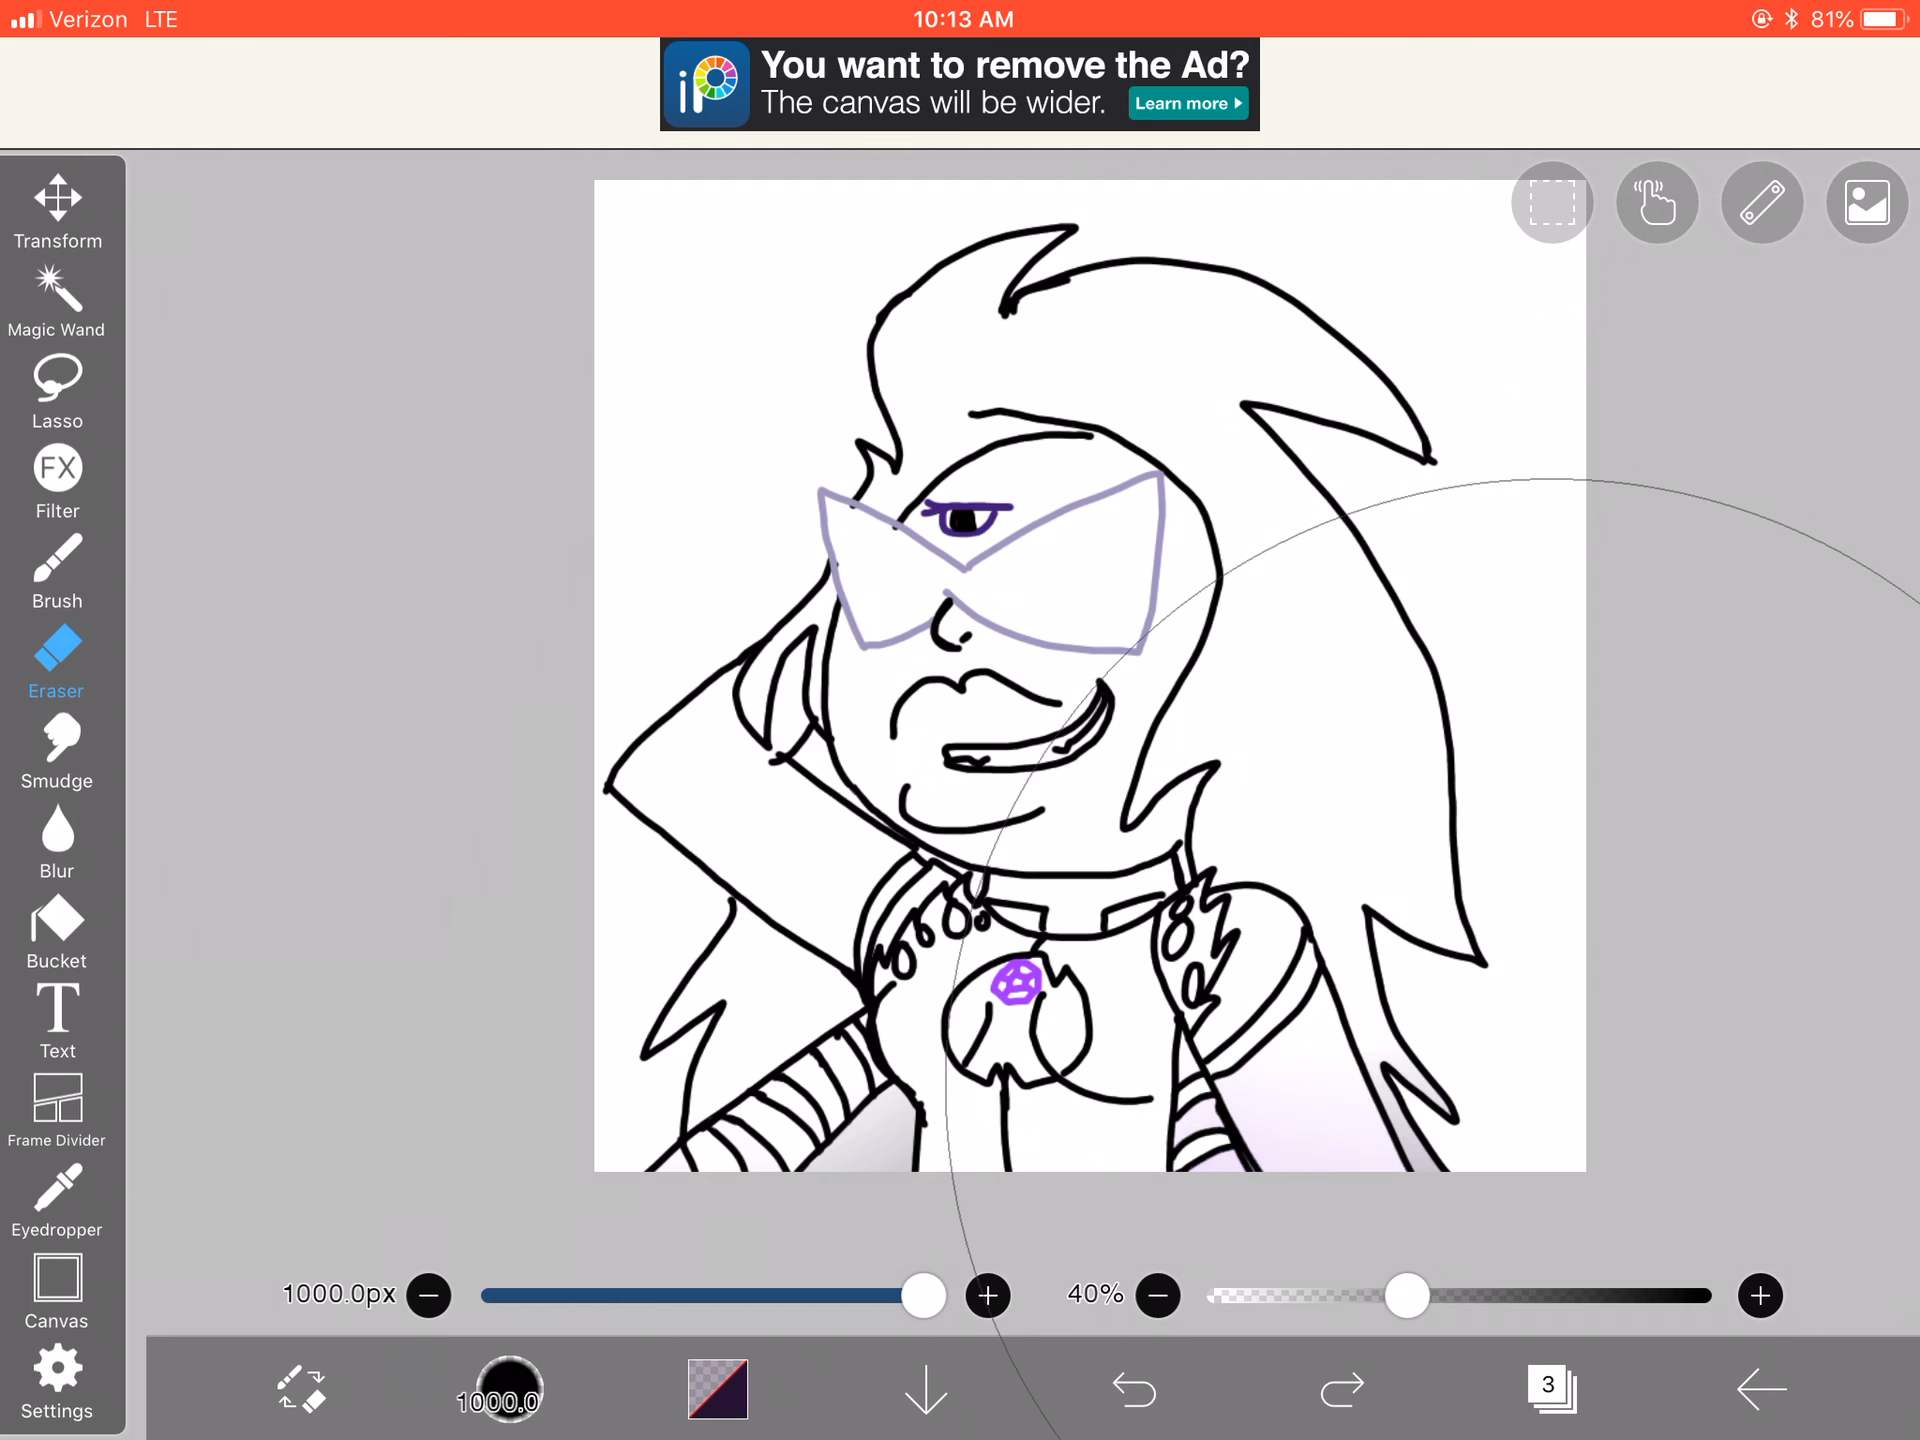 Verizon LTE
10:13 AM
81%
iP
You want to remove the Ad?
The canvas will be wider.
Learn more
Transform
Magic Wand
Lasso
FX
Filter
Brush
Eraser
Smudge
Blur
Bucket
T
Text
Frame Divider
Eyedropper
Canvas
Settings
1000.0px
40%
1000.0
3